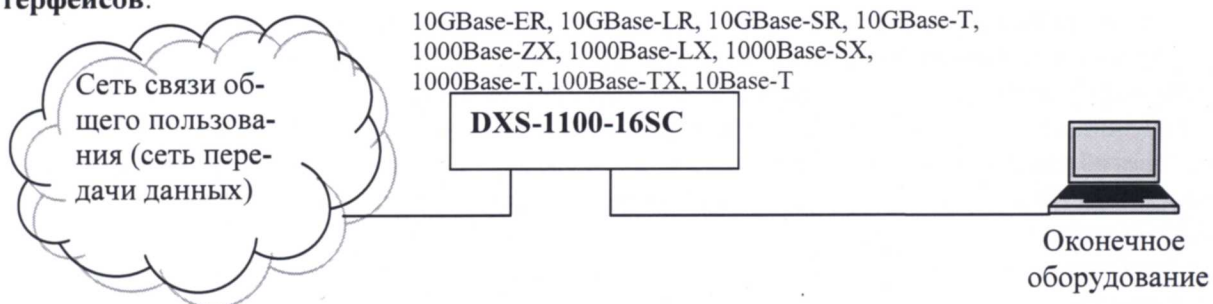 терфейсов:
10GBase-ER, 10GBase-LR, 10GBase-SR, 10GBase-T,
1000Base-ZX, 1000Base-LX, 1000Base-SX,
1000Base-T, 100Base-TX, 10Base-T
Сеть связи об-
щего пользова-
ния (сеть пере-
дачи данных)
DXS-1100-16SC
Оконечное
оборудование